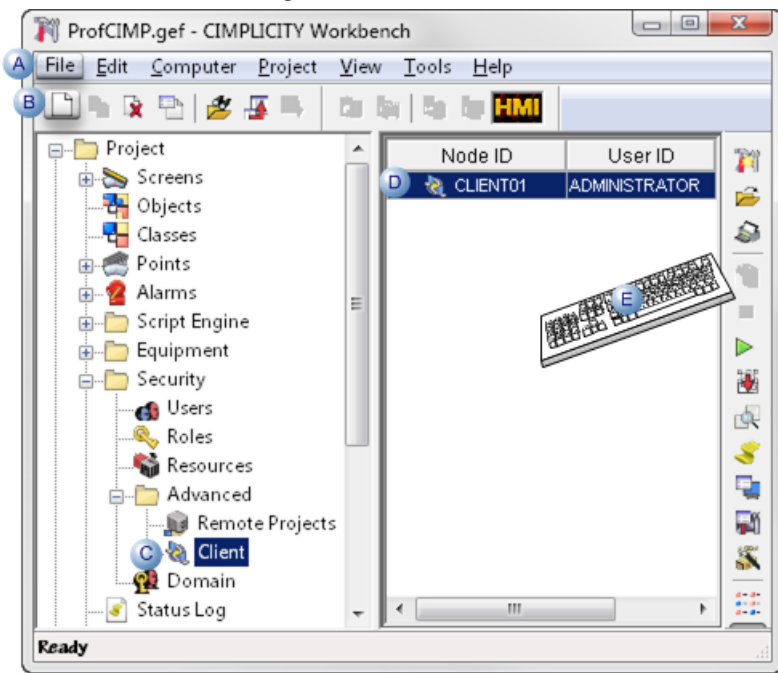 ProfCIMP.gef - CIMPLICITY Workbench
A File Edit Computer Project View Tools Help
B HMI
Project
Screens
Objects
Classes
Points
Alarms
Script Engine
Equipment
Security
Users
Roles
Resources
Advanced
Remote Projects
C Client
Domain
Status Log
Node ID User ID
D CLIENT01 ADMINISTRATOR
E
Ready